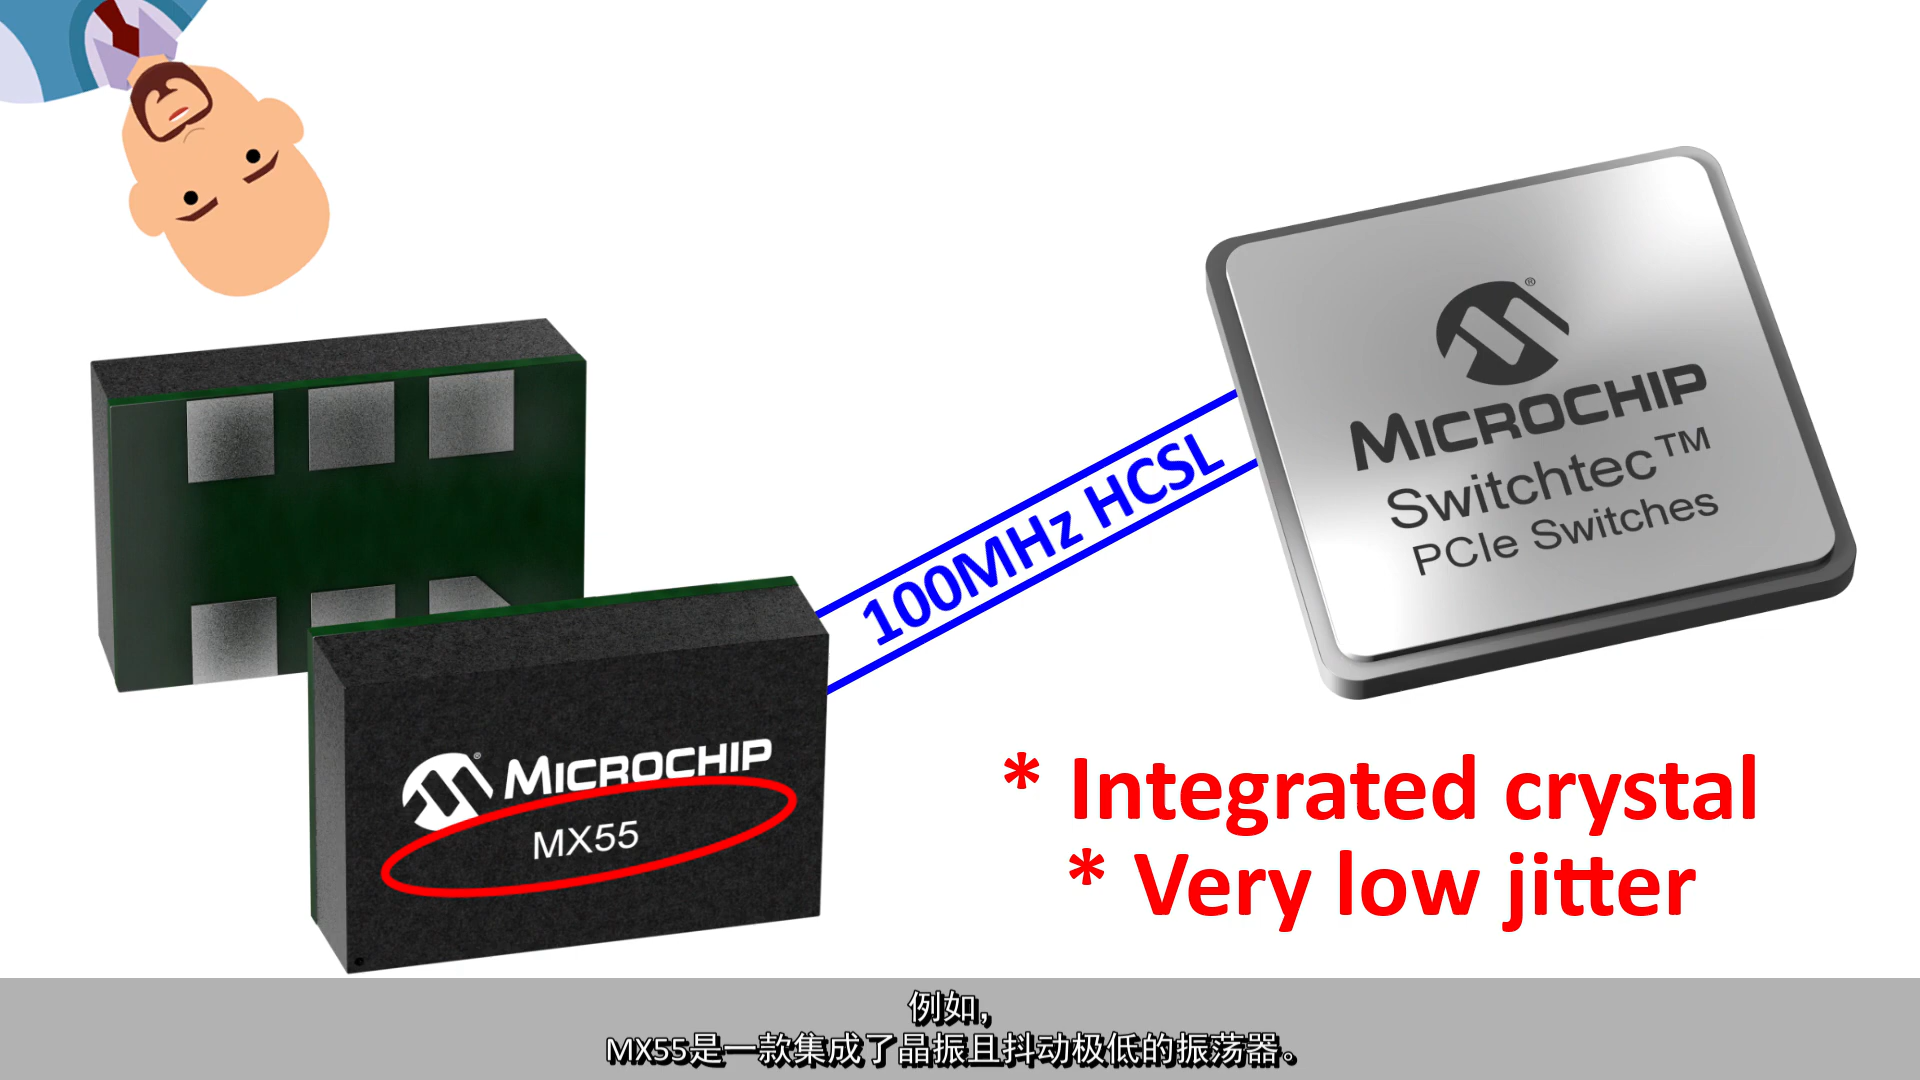 MICROCHIP
Switchtec™
PCIe Switches
100MHz HCSL
MICROCHIP
MX55
* Integrated crystal
* Very low jitter
例如，
MX55是一款集成了晶振且抖动极低的振荡器。